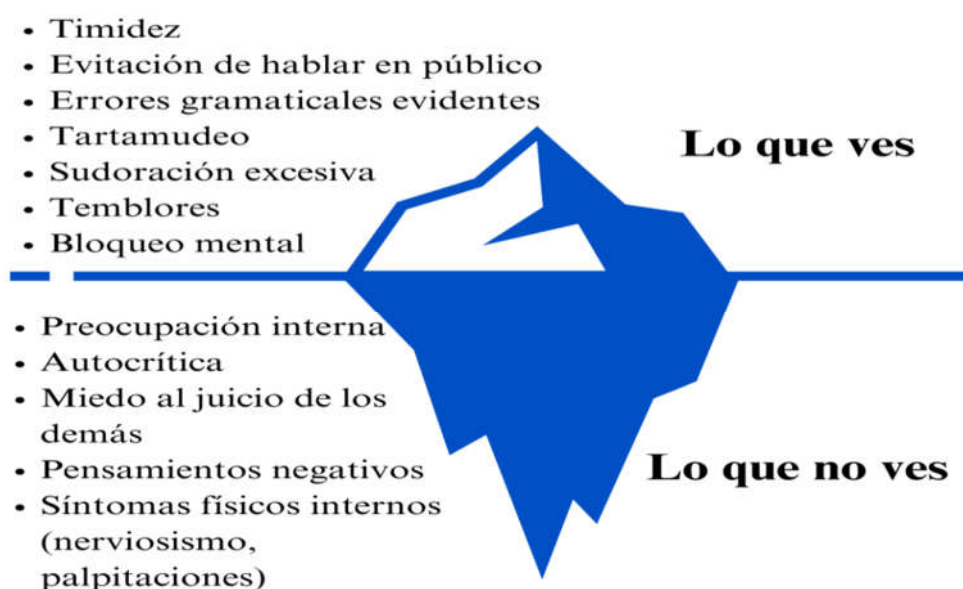 • Timidez
• Evitación de hablar en público
• Errores gramaticales evidentes
• Tartamudeo
• Sudoración excesiva
• Temblores
• Bloqueo mental
Lo que ves
• Preocupación interna
• Autocrítica
• Miedo al juicio de los
demás
• Pensamientos negativos
• Síntomas físicos internos
(nerviosismo,
palpitaciones)
Lo que no ves